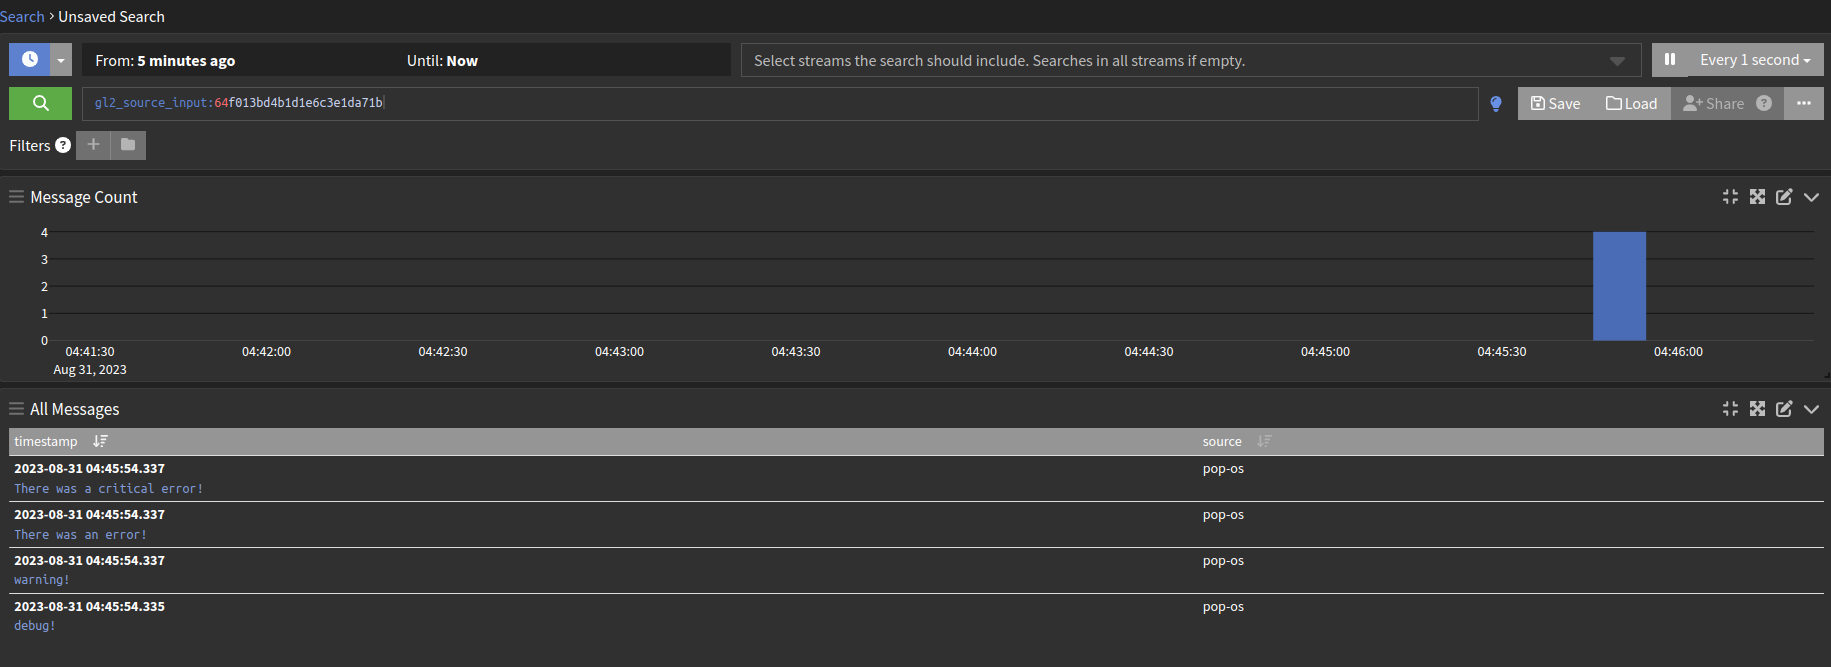 Search > Unsaved Search
From: 5 minutes ago Until: Now Select streams the search should include. Searches in all streams if empty. Every 1 second
gl2_source_input:64f013bd4b1d1e6c3e1da71b Save Load Share ? ...
Filters ? +
Message Count
4
3
2
1
0
04:41:30 04:42:00 04:42:30 04:43:00 04:43:30 04:44:00 04:44:30 04:45:00 04:45:30 04:46:00
Aug 31, 2023
All Messages
timestamp source
2023-08-31 04:45:54.337 pop-os
There was a critical error!
2023-08-31 04:45:54.337 pop-os
There was an error!
2023-08-31 04:45:54.337 pop-os
warning!
2023-08-31 04:45:54.335 pop-os
debug!